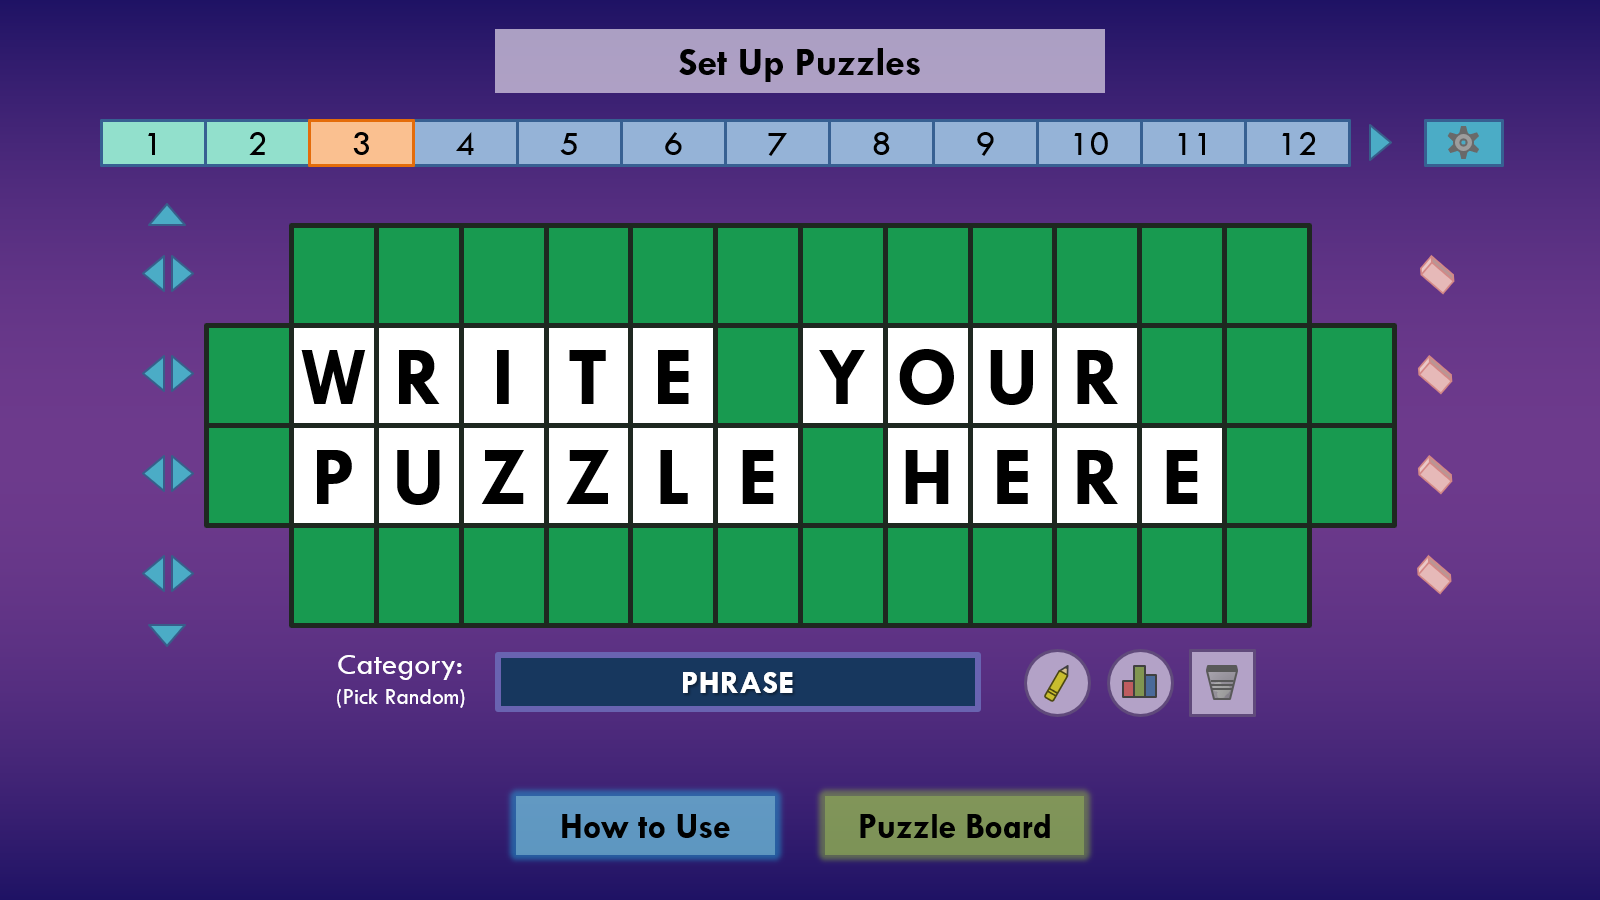 Set Up Puzzles
1 2 3 4 5 6 7 8 9 10 11 12
WRITE YOUR
PUZZLE HERE
Category:
(Pick Random)
PHRASE
How to Use
Puzzle Board